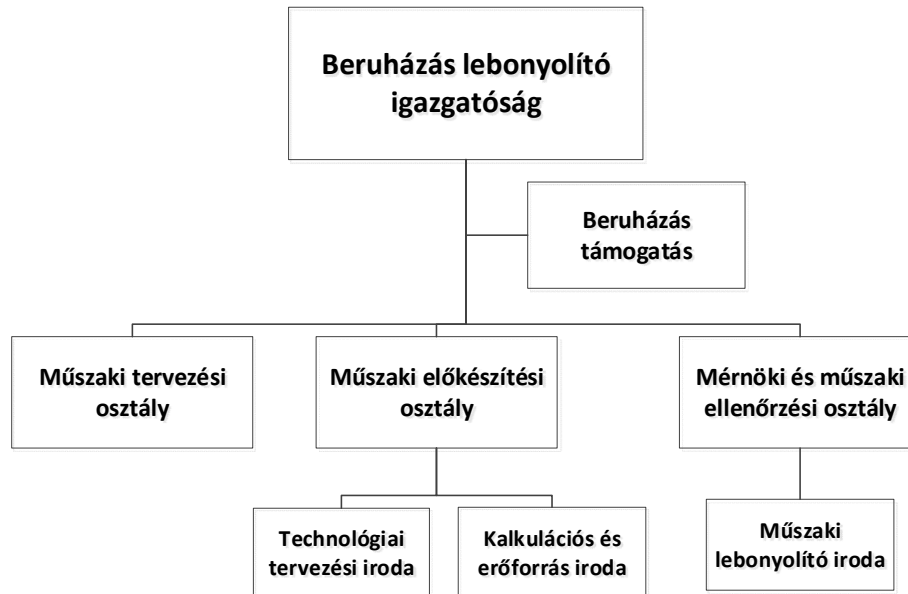 Beruházás lebonyolító
igazgatóság
Beruházás
támogatás
Műszaki tervezési
osztály
Műszaki előkészítési
osztály
Mérnöki és műszaki
ellenőrzési osztály
Technológiai
tervezési iroda
Kalkulációs és
erőforrás iroda
Műszaki
lebonyolító iroda